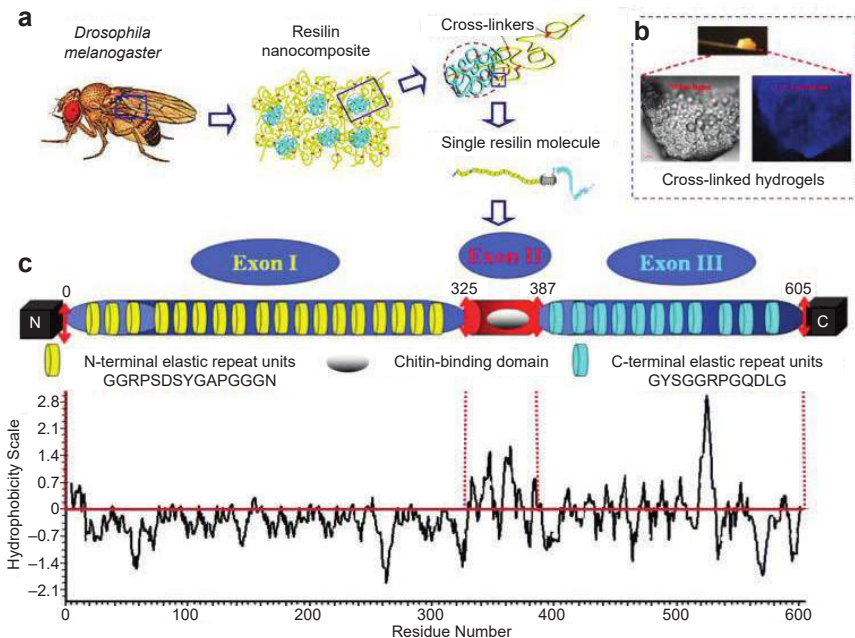 a
Drosophila
melanogaster
Resilin
nanocomposite
Cross-linkers
b
Single resilin molecule
Cross-linked hydrogels
c
Exon I
Exon II
Exon III
0
325
387
605
N
C
N-terminal elastic repeat units
GGRPSDSYGAPGGGN
Chitin-binding domain
C-terminal elastic repeat units
GYSGGRPGQDLG
Hydrophobicity Scale
2.8
2.1
1.4
0.7
0
−0.7
−1.4
−2.1
0
100
200
300
400
500
600
Residue Number